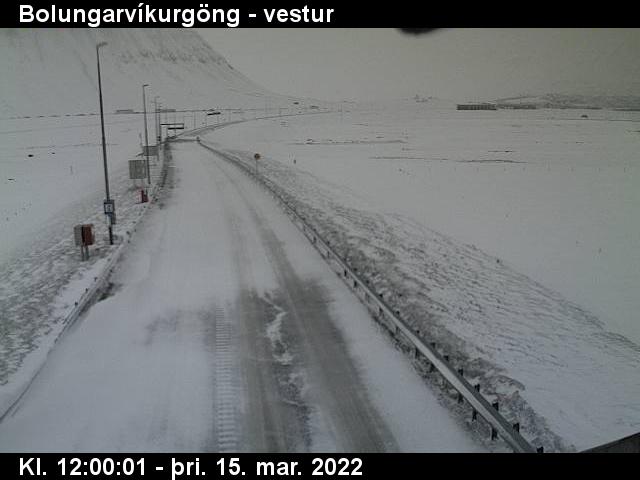 Bolungarvíkurgöng - vestur
Kl. 12:00:01 - þri. 15. mar. 2022